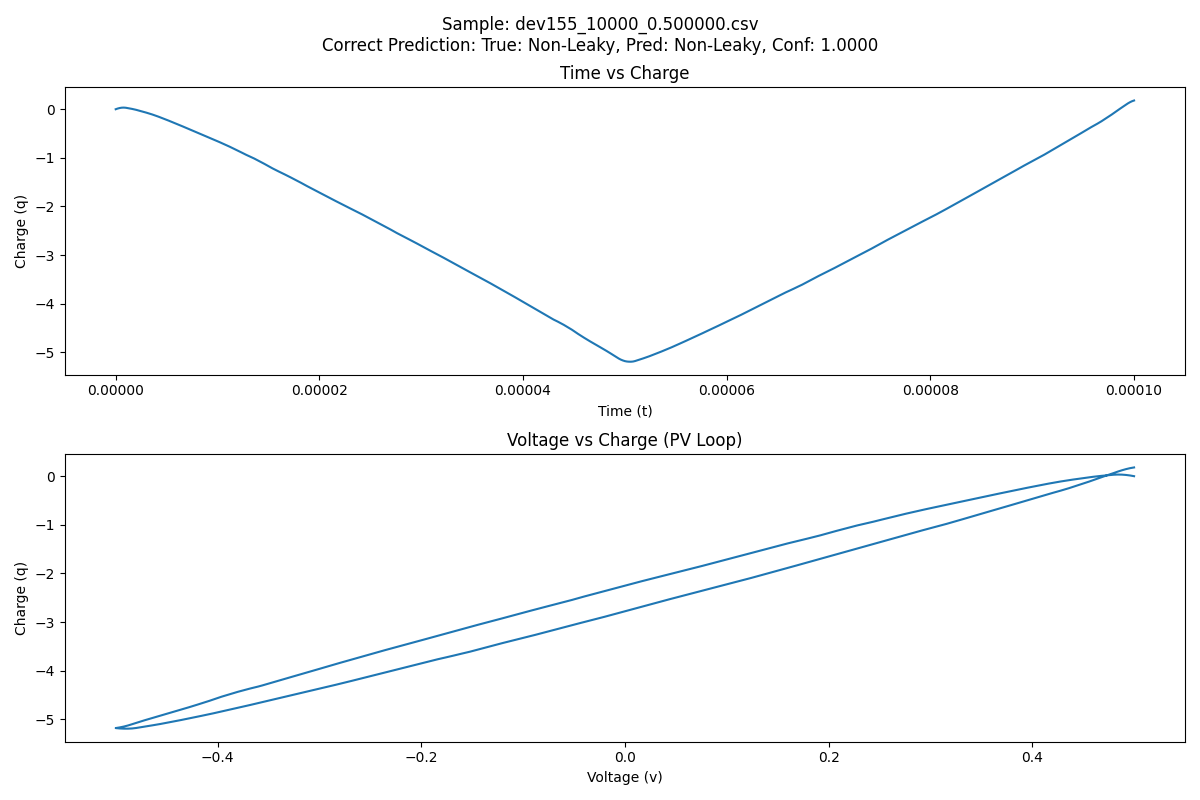 Sample: dev155_10000_0.500000.csv
Correct Prediction: True: Non-Leaky, Pred: Non-Leaky, Conf: 1.0000
Time vs Charge
Charge (q)
0
−1
−2
−3
−4
−5
0.00000 0.00002 0.00004 0.00006 0.00008 0.00010
Time (t)
Voltage vs Charge (PV Loop)
Charge (q)
0
−1
−2
−3
−4
−5
−0.4 −0.2 0.0 0.2 0.4
Voltage (v)